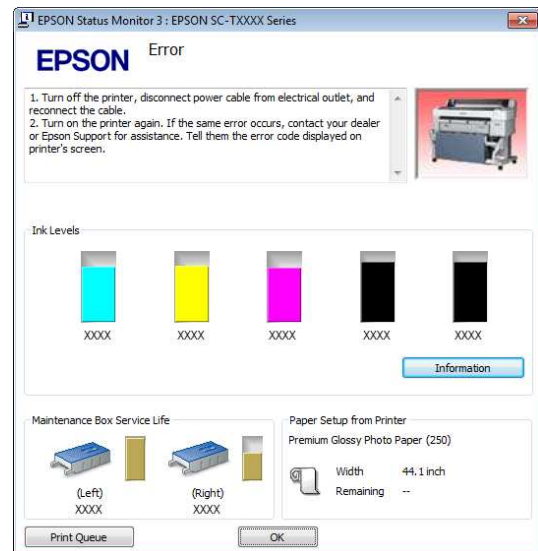 EPSON Status Monitor 3 : EPSON SC-TXXXX Series
EPSON
Error
1. Turn off the printer, disconnect power cable from electrical outlet, and
reconnect the cable.
2. Turn on the printer again. If the same error occurs, contact your dealer
or Epson Support for assistance. Tell them the error code displayed on
printer's screen.
Ink Levels
XXXX XXXX XXXX XXXX XXXX
Information
Maintenance Box Service Life
(Left) (Right)
XXXX XXXX
Paper Setup from Printer
Premium Glossy Photo Paper (250)
Width 44.1 inch
Remaining --
Print Queue
OK